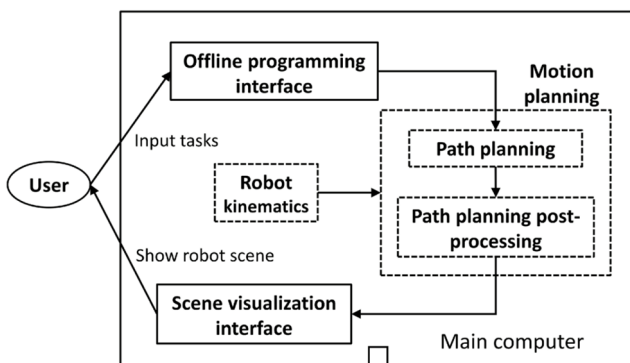 Offline programming
interface
Motion
planning
Input tasks
Path planning
User
Robot
kinematics
Path planning post-
processing
Show robot scene
Scene visualization
interface
Main computer